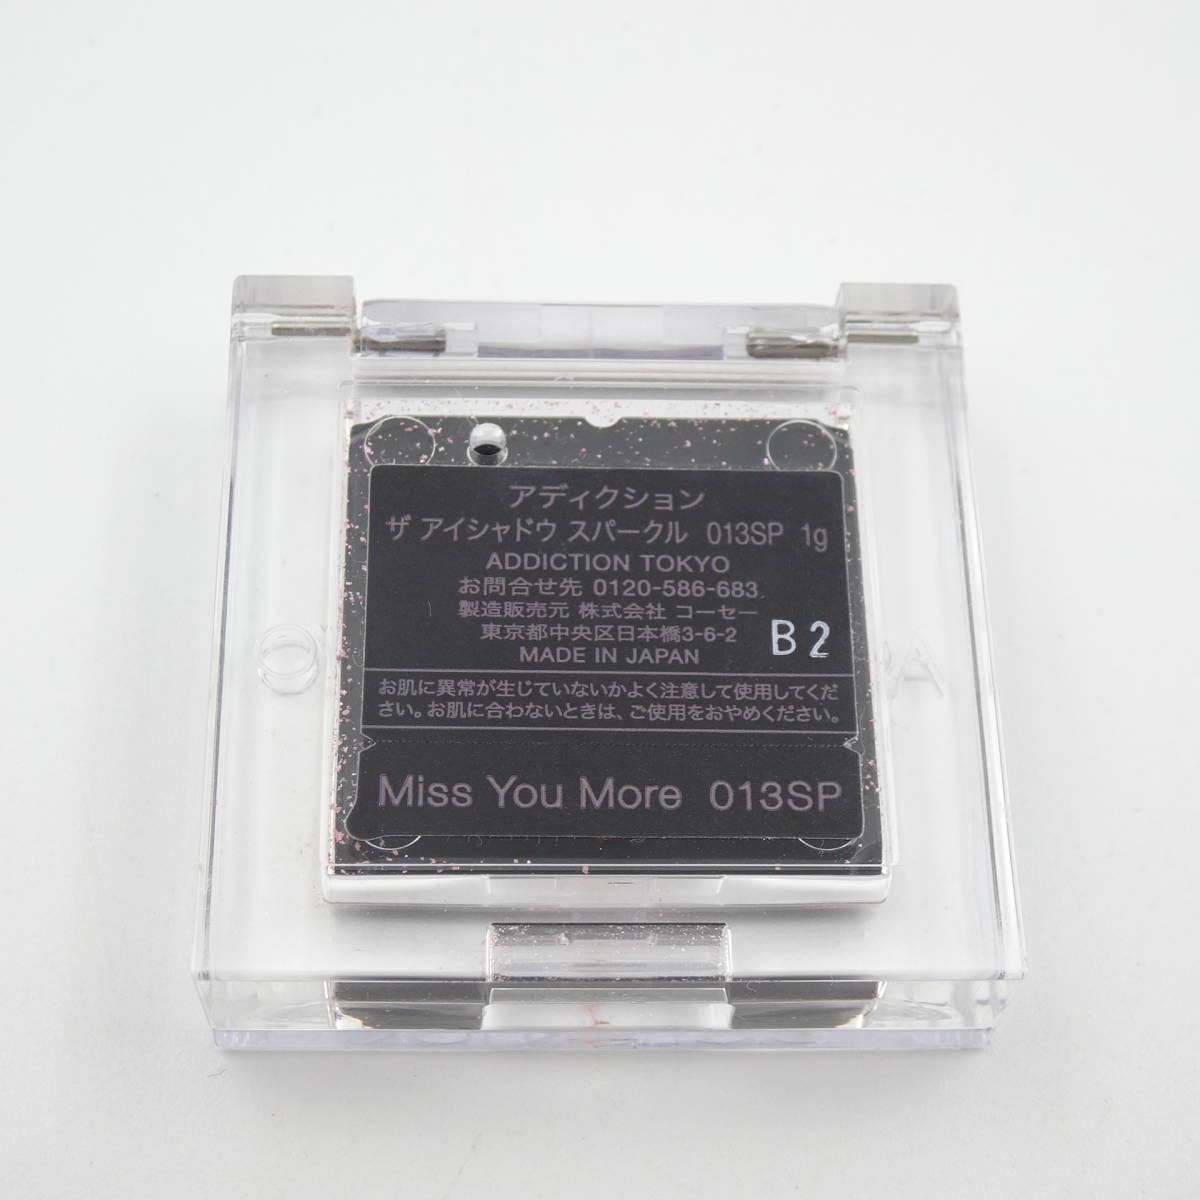 アディクション
ザ アイシャドウ スパークル 013SP 1g
ADDICTION TOKYO
お問合せ先 0120-586-683
製造販売元 株式会社 コーセー
東京都中央区日本橋3-6-2
MADE IN JAPAN
B2
お肌に異常が生じていないかよく注意して使用してくだ
さい。お肌に合わないときは、ご使用をおやめください。
Miss You More 013SP